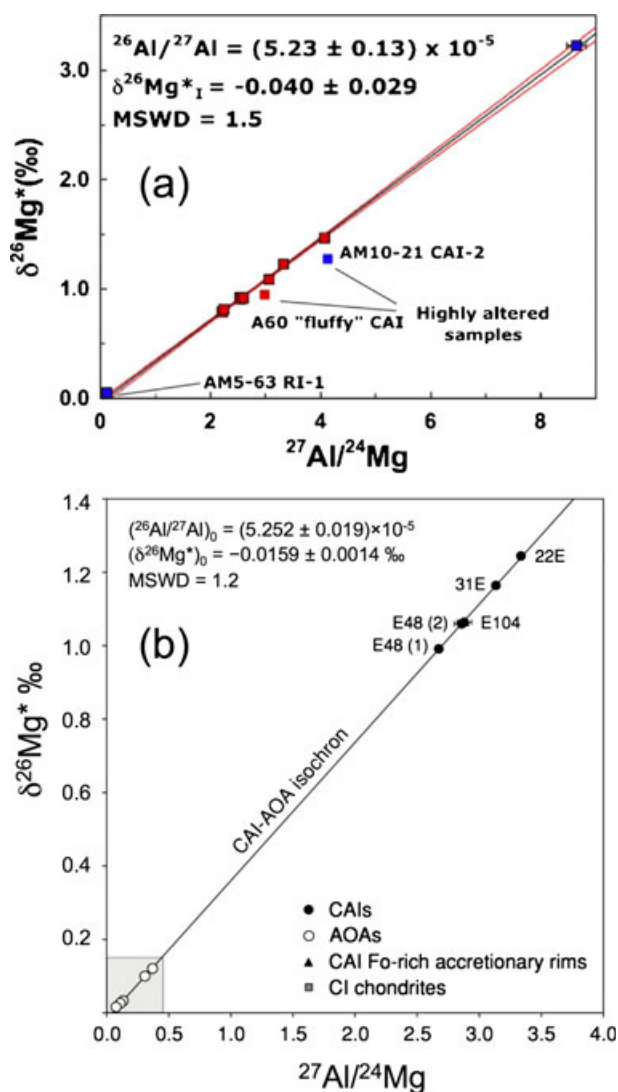 ²⁶Al/²⁷Al = (5.23 ± 0.13) x 10⁻⁵
δ²⁶Mg*I = -0.040 ± 0.029
MSWD = 1.5
(a)
AM10-21 CAI-2
A60 "fluffy" CAI
Highly altered
samples
AM5-63 RI-1
δ²⁶Mg*(‰)
3.0
2.0
1.0
0.0
0
2
4
6
8
²⁷Al/²⁴Mg
(²⁶Al/²⁷Al)₀ = (5.252 ± 0.019)×10⁻⁵
(δ²⁶Mg*)₀ = −0.0159 ± 0.0014 ‰
MSWD = 1.2
(b)
22E
31E
E48 (2)
E104
E48 (1)
CAI-AOA isochron
CAIs
AOAs
CAI Fo-rich accretionary rims
CI chondrites
δ²⁶Mg* ‰
1.4
1.2
1.0
0.8
0.6
0.4
0.2
0.0
0.5
1.0
1.5
2.0
2.5
3.0
3.5
4.0
²⁷Al/²⁴Mg